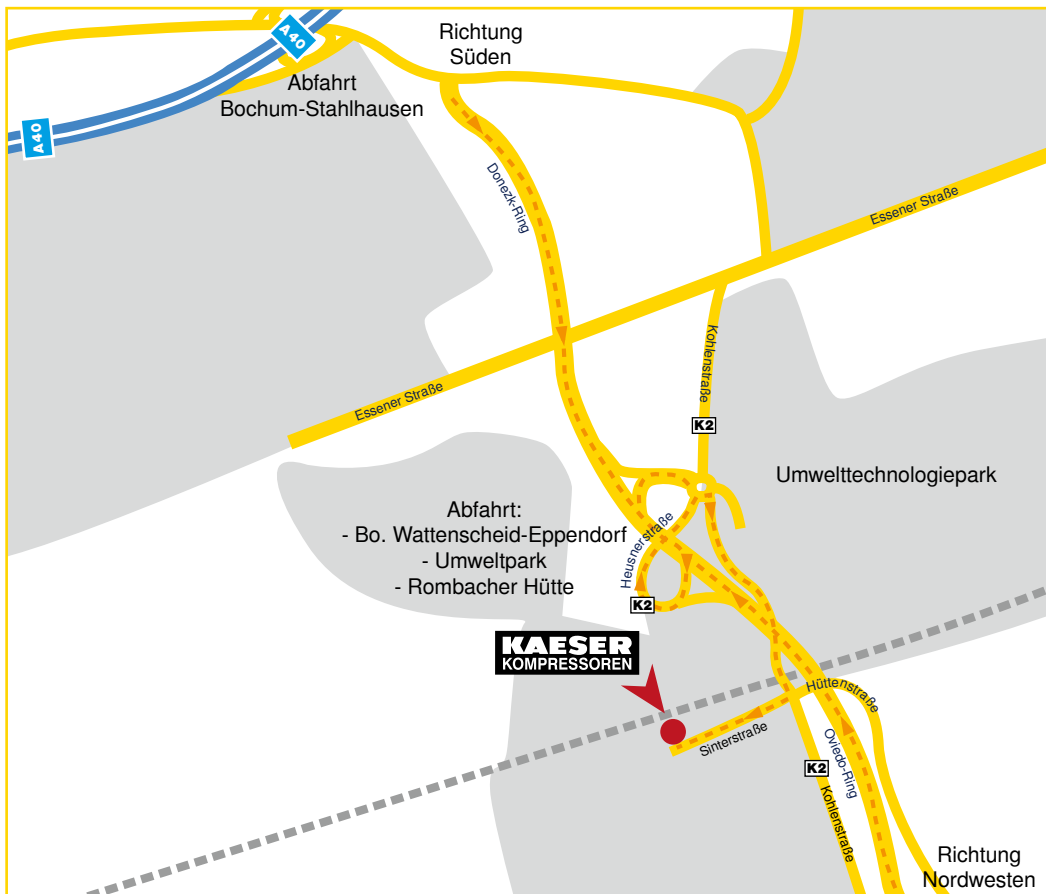 A40
Richtung
Süden
Abfahrt
Bochum-Stahlhausen
A40
Donezk-Ring
Essener Straße
Kohlenstraße
Essener Straße
K2
Umwelttechnologiepark
Abfahrt:
- Bo. Wattenscheid-Eppendorf
- Umweltpark
- Rombacher Hütte
Heusnerstraße
K2
KAESER
KOMPRESSOREN
Hüttenstraße
Sinterstraße
Oviedo-Ring
K2
Kohlenstraße
Richtung
Nordwesten